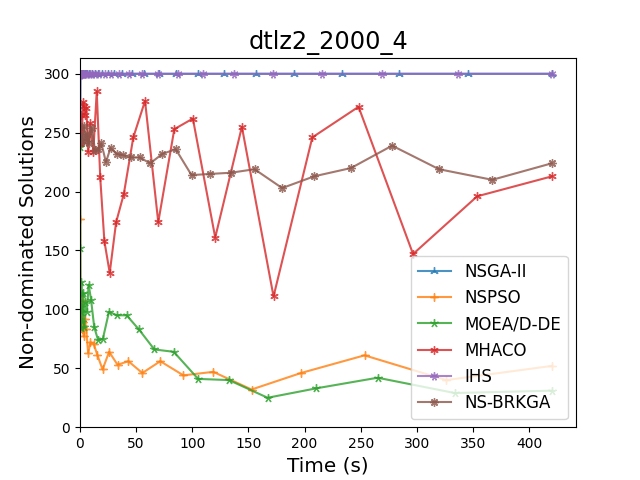 dtlz2_2000_4
Non-dominated Solutions
300
250
200
150
100
50
0
NSGA-II
NSPSO
MOEA/D-DE
MHACO
IHS
NS-BRKGA
0 50 100 150 200 250 300 350 400
Time (s)